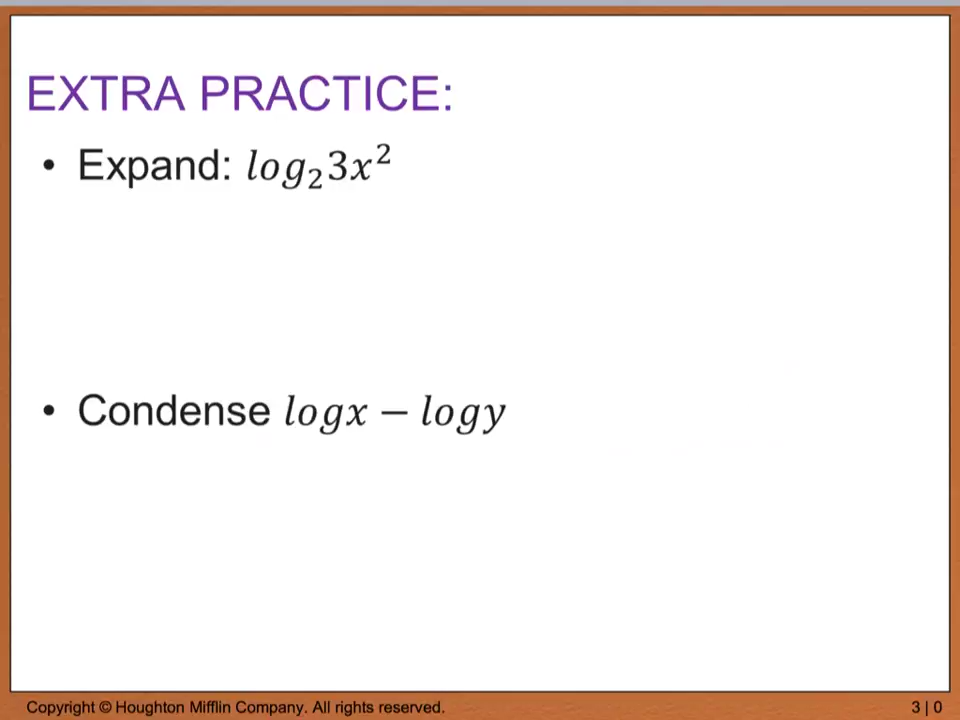 EXTRA PRACTICE:
• Expand: log₂3x²
• Condense logx − logy
Copyright © Houghton Mifflin Company. All rights reserved.
3 | 0